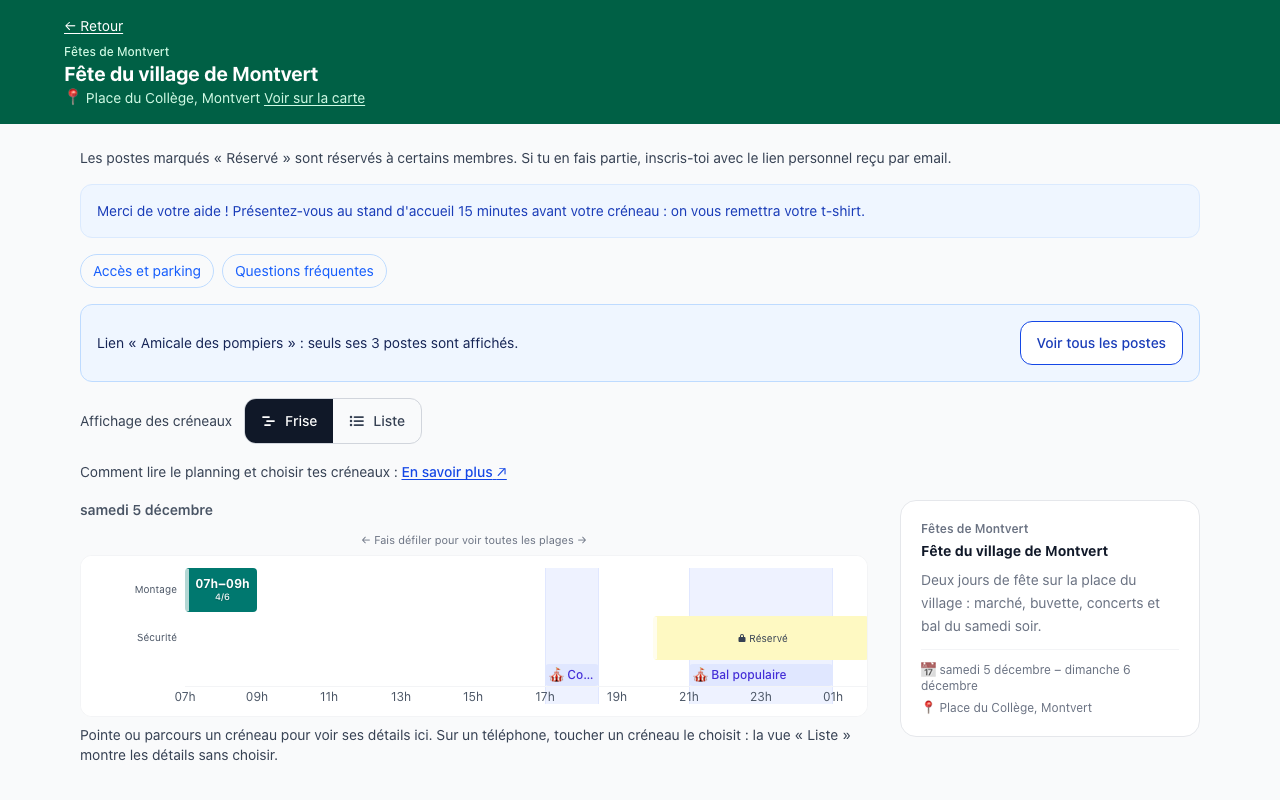 ← Retour
Fêtes de Montvert
Fête du village de Montvert
📍 Place du Collège, Montvert Voir sur la carte
Les postes marqués « Réservé » sont réservés à certains membres. Si tu en fais partie, inscris-toi avec le lien personnel reçu par email.
Merci de votre aide ! Présentez-vous au stand d'accueil 15 minutes avant votre créneau : on vous remettra votre t-shirt.
Accès et parking
Questions fréquentes
Lien « Amicale des pompiers » : seuls ses 3 postes sont affichés.
Voir tous les postes
Affichage des créneaux
Frise
Liste
Comment lire le planning et choisir tes créneaux : En savoir plus ↗
samedi 5 décembre
← Fais défiler pour voir toutes les plages →
Montage
07h–09h
4/6
Sécurité
🔒 Réservé
🎪 Co...
🎪 Bal populaire
07h 09h 11h 13h 15h 17h 19h 21h 23h 01h
Pointe ou parcours un créneau pour voir ses détails ici. Sur un téléphone, toucher un créneau le choisit : la vue « Liste »
montre les détails sans choisir.
Fêtes de Montvert
Fête du village de Montvert
Deux jours de fête sur la place du
village : marché, buvette, concerts et
bal du samedi soir.
📅 samedi 5 décembre – dimanche 6
décembre
📍 Place du Collège, Montvert